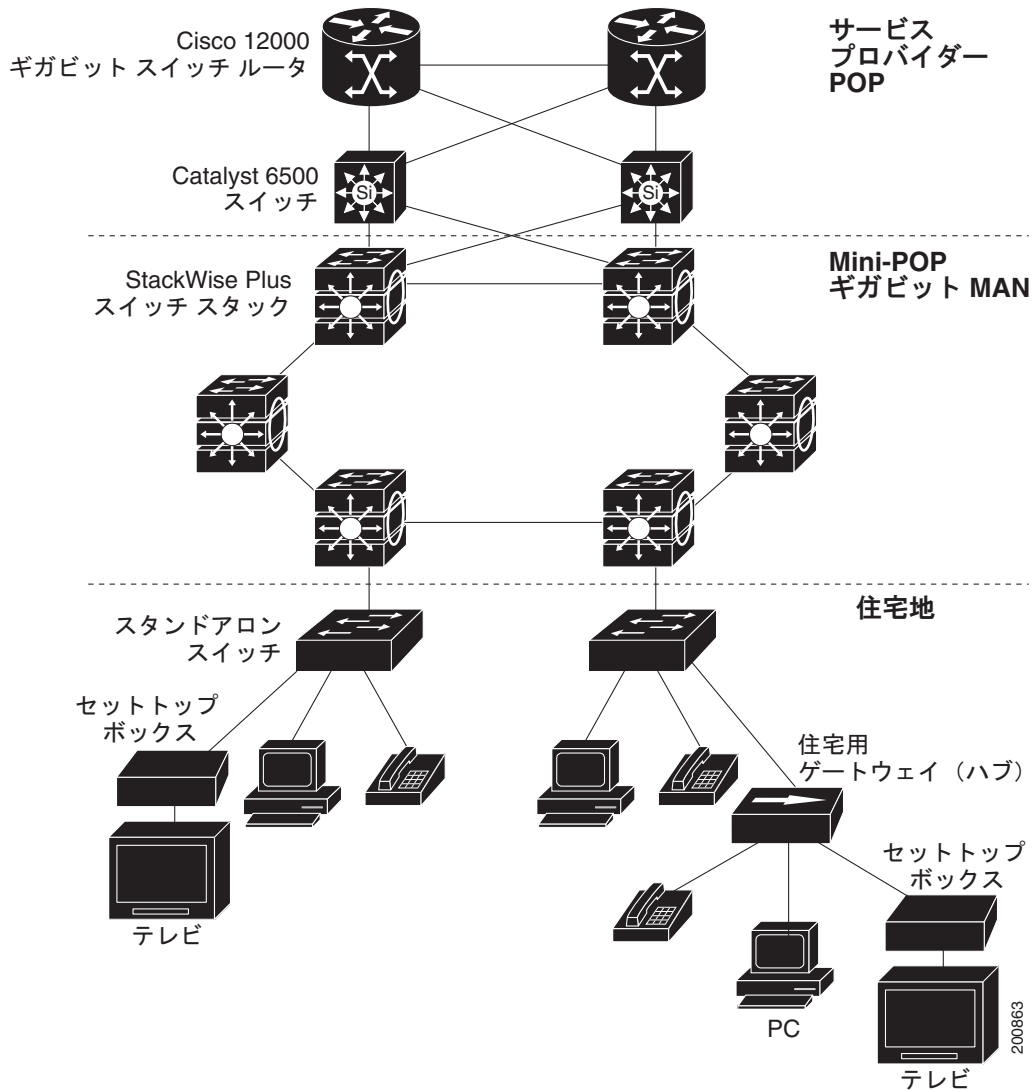 Cisco 12000
ギガビット スイッチ ルータ
サービス
プロバイダー
POP
Catalyst 6500
スイッチ
Si
Si
StackWise Plus
スイッチ スタック
Mini-POP
ギガビット MAN
住宅地
スタンドアロン
スイッチ
セットトップ
ボックス
住宅用
ゲートウェイ（ハブ）
セットトップ
ボックス
テレビ
PC
テレビ
200863